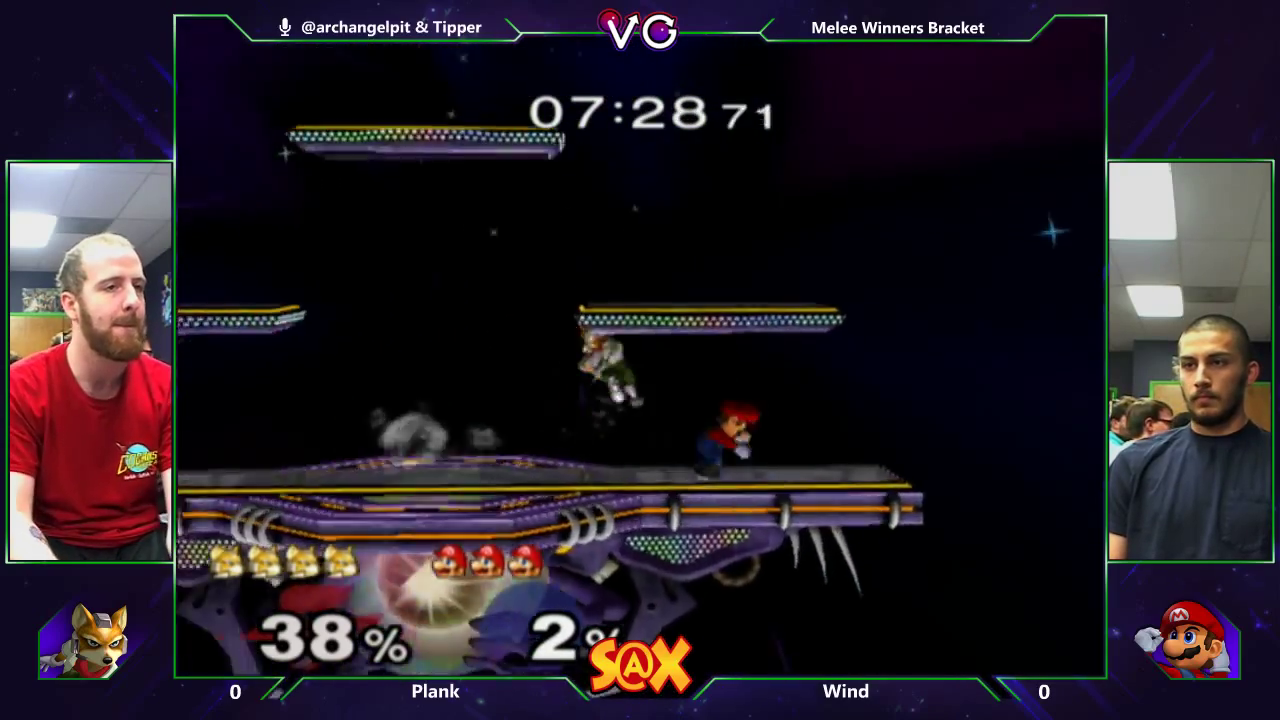 @archangelpit & Tipper
VG
Melee Winners Bracket
07:28 71
38%
2%
S@X
0
Plank
Wind
0